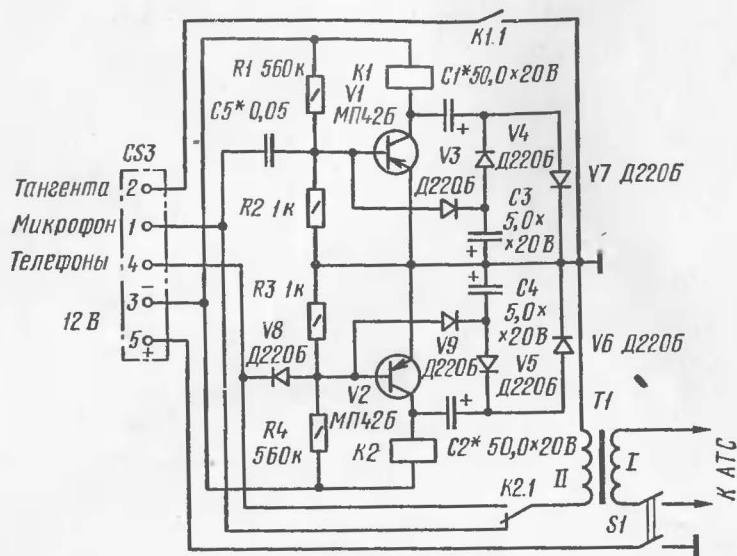 K1.1
R1 560к
K1
C1* 50,0×20В
V1
МП42Б
C5* 0,05
CS3
V3
Д220Б
V4
Д220Б
V7 Д220Б
Тангента 2
R2 1к
C3
5,0×
×20В
Микрофон 1
Телефоны 4
– 3
12 В
5 +
R3 1к
C4
5,0×
×20В
V8
Д220Б
V9
Д220Б
V5
Д220Б
V6 Д220Б
V2
МП42Б
R4
560к
K2
C2* 50,0×20В
T1
II
I
К АТС
K2.1
S1